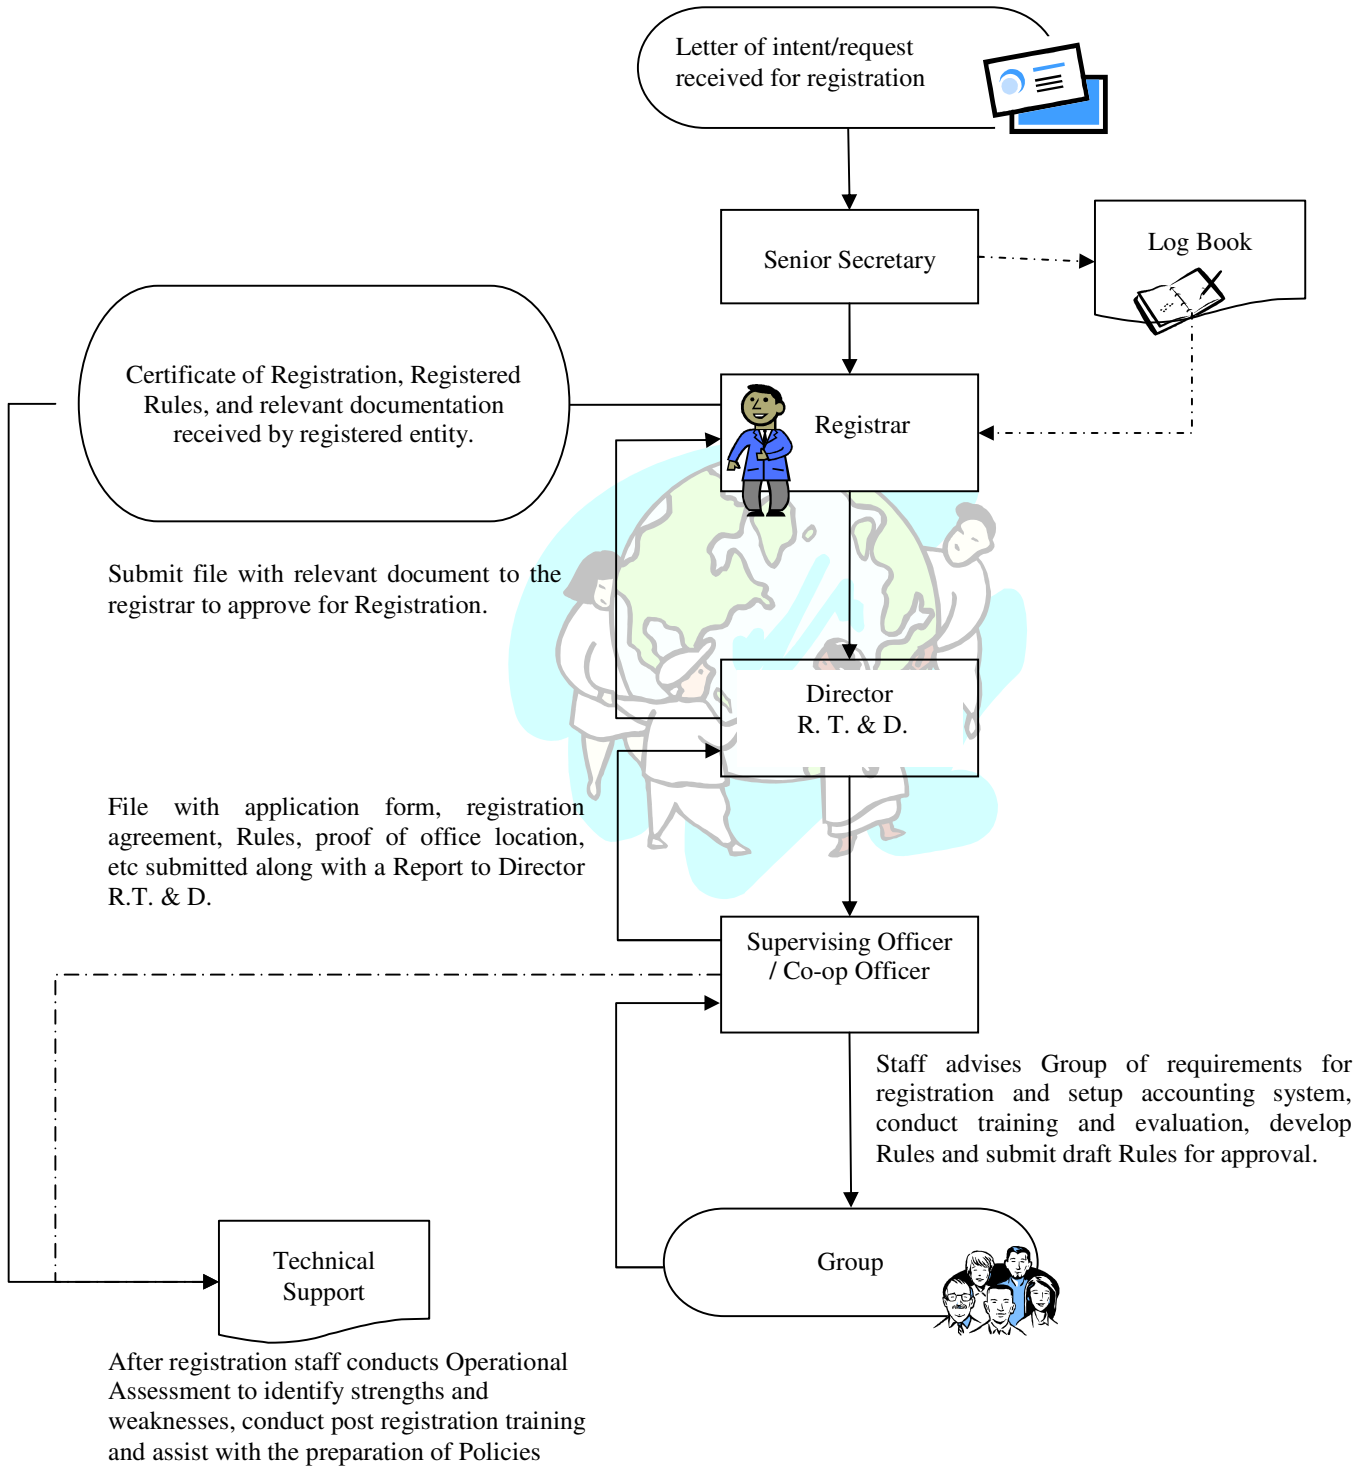 Letter of intent/request
received for registration
Senior Secretary
Log Book
Certificate of Registration, Registered
Rules, and relevant documentation
received by registered entity.
Registrar
Submit file with relevant document to the
registrar to approve for Registration.
Director
R. T. & D.
File with application form, registration
agreement, Rules, proof of office location,
etc submitted along with a Report to Director
R.T. & D.
Supervising Officer
/ Co-op Officer
Staff advises Group of requirements for
registration and setup accounting system,
conduct training and evaluation, develop
Rules and submit draft Rules for approval.
Group
Technical
Support
After registration staff conducts Operational
Assessment to identify strengths and
weaknesses, conduct post registration training
and assist with the preparation of Policies